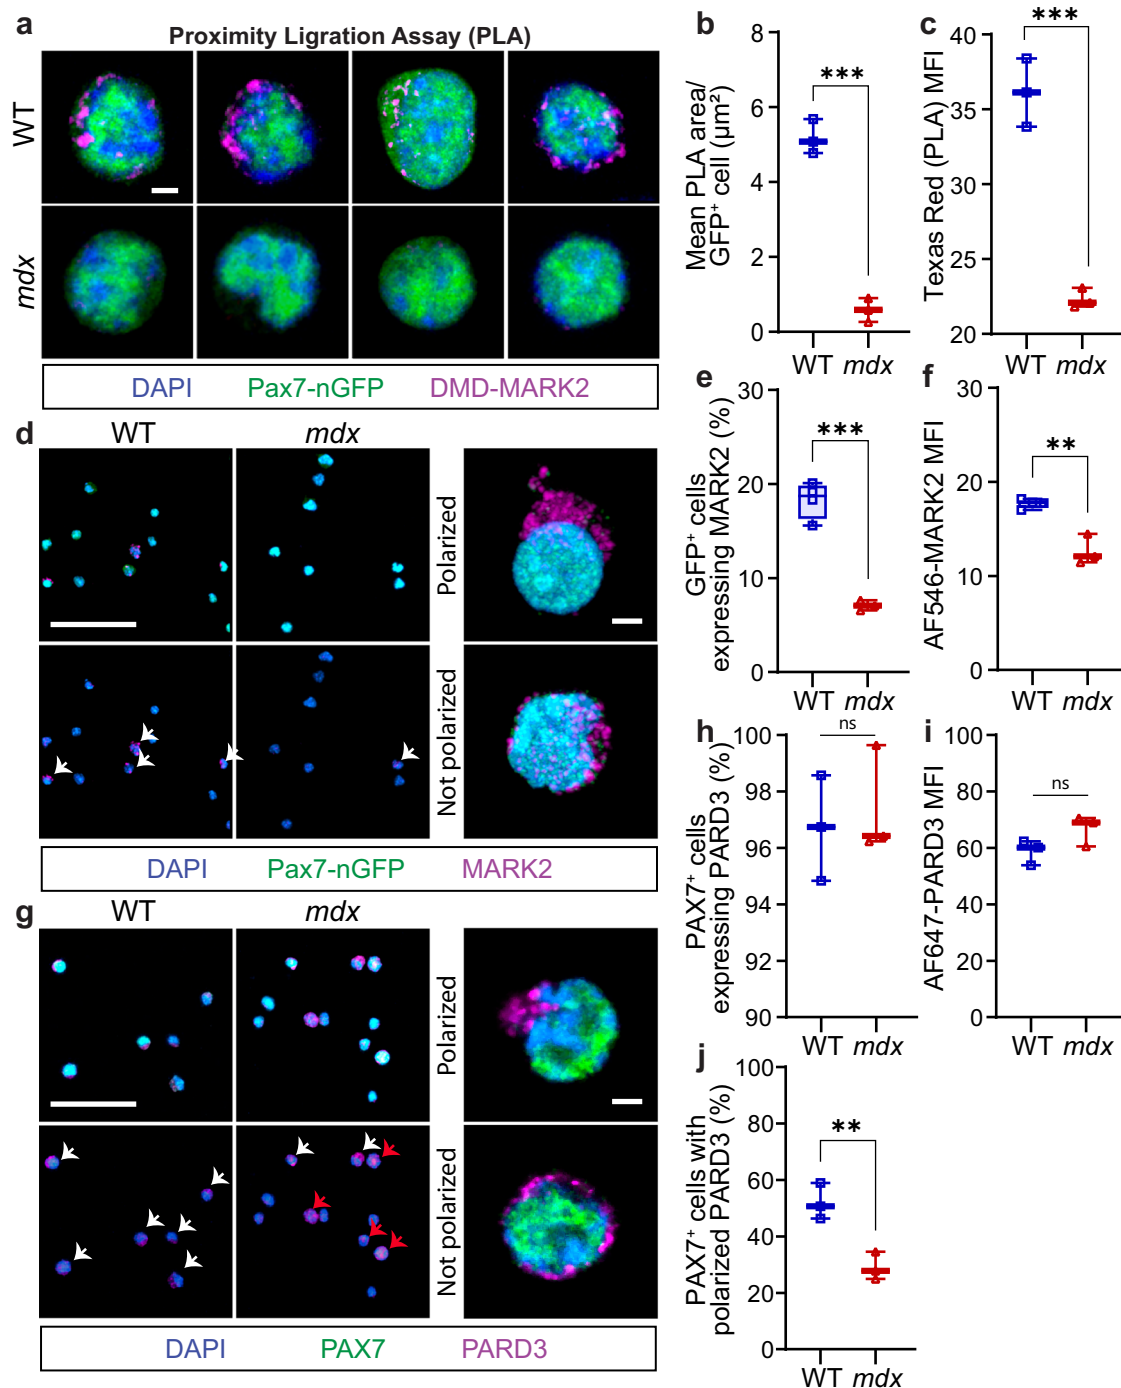 a
Proximity Ligration Assay (PLA)
WT
mdx
DAPI Pax7-nGFP DMD-MARK2
b
Mean PLA area/
GFP⁺ cell (µm²)
8
6
4
2
0
***
WT mdx
c
Texas Red (PLA) MFI
40
35
30
25
20
***
WT mdx
d
WT mdx
Polarized
Not polarized
DAPI Pax7-nGFP MARK2
e
GFP⁺ cells
expressing MARK2 (%)
30
20
10
0
***
WT mdx
f
AF546-MARK2 MFI
30
20
10
0
**
WT mdx
g
WT mdx
Polarized
Not polarized
DAPI PAX7 PARD3
h
PAX7⁺ cells
expressing PARD3 (%)
100
98
96
94
92
90
ns
WT mdx
i
AF647-PARD3 MFI
100
80
60
40
20
0
ns
WT mdx
j
PAX7⁺ cells with
polarized PARD3 (%)
100
80
60
40
20
0
**
WT mdx